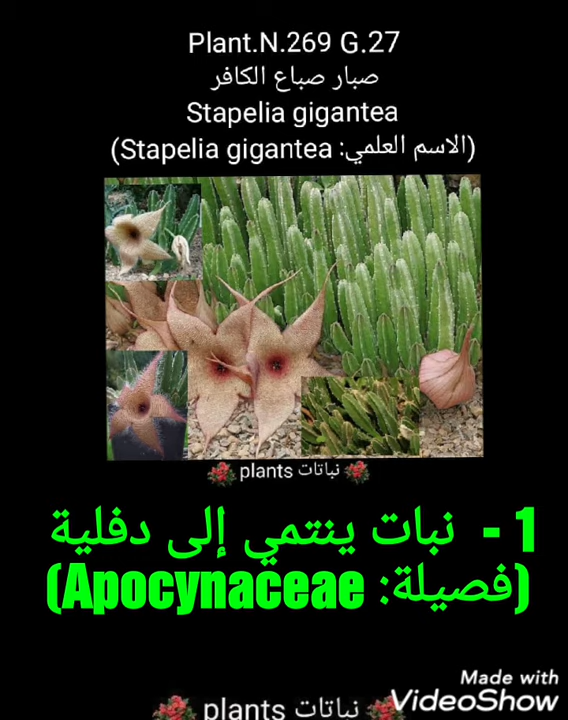 Plant.N.269 G.27
صبار صباع الكافر
Stapelia gigantea
(الاسم العلمي: Stapelia gigantea)
نباتات plants
1 - نبات ينتمي إلى دفلية
(فصيلة: Apocynaceae)
Made with
VideoShow
نباتات plants